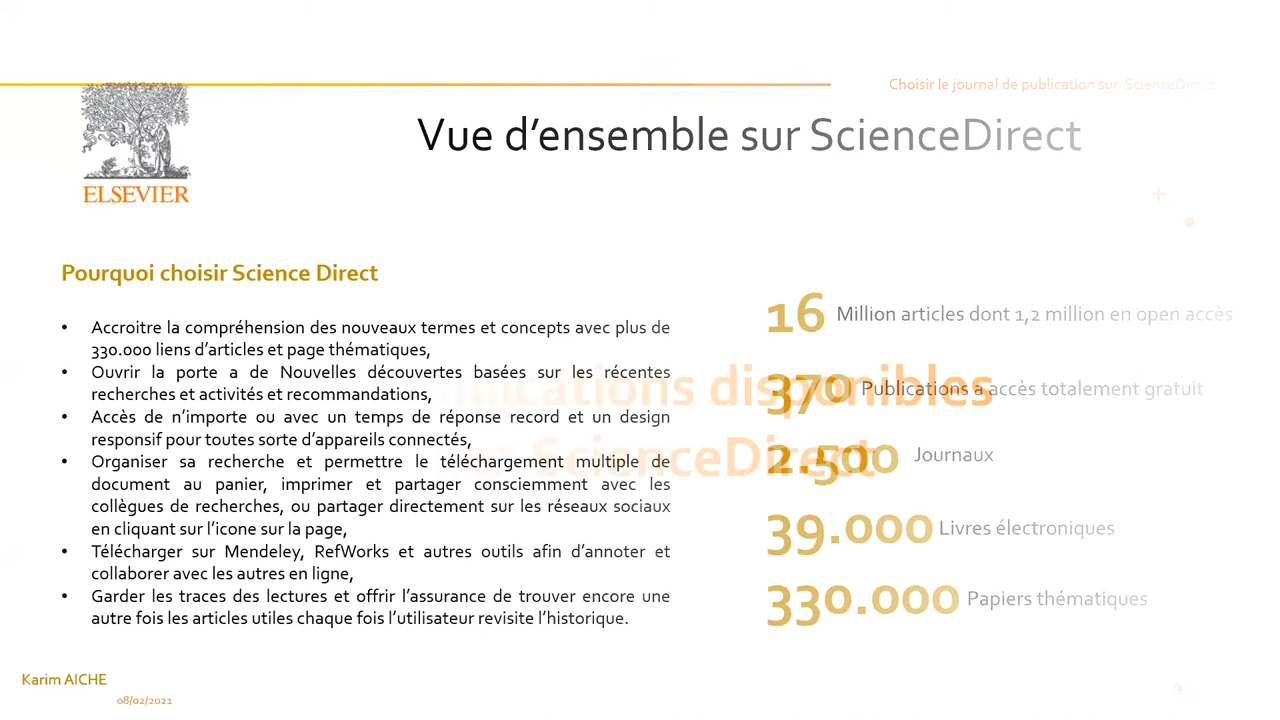 Choisir le journal de publication sur ScienceDirect
Vue d’ensemble sur ScienceDirect
ELSEVIER
Pourquoi choisir Science Direct
• Accroitre la compréhension des nouveaux termes et concepts avec plus de
330.000 liens d’articles et page thématiques,
• Ouvrir la porte a de Nouvelles découvertes basées sur les récentes
recherches et activités et recommandations,
• Accès de n’importe ou avec un temps de réponse record et un design
responsif pour toutes sorte d’appareils connectés,
• Organiser sa recherche et permettre le téléchargement multiple de
document au panier, imprimer et partager consciemment avec les
collègues de recherches, ou partager directement sur les réseaux sociaux
en cliquant sur l’icone sur la page,
• Télécharger sur Mendeley, RefWorks et autres outils afin d’annoter et
collaborer avec les autres en ligne,
• Garder les traces des lectures et offrir l’assurance de trouver encore une
autre fois les articles utiles chaque fois l’utilisateur revisite l’historique.
16 Million articles dont 1,2 million en open accès
370 Publications a accès totalement gratuit
2.500 Journaux
39.000 Livres électroniques
330.000 Papiers thématiques
disponibles
ScienceDirect
Karim AICHE
08/02/2021